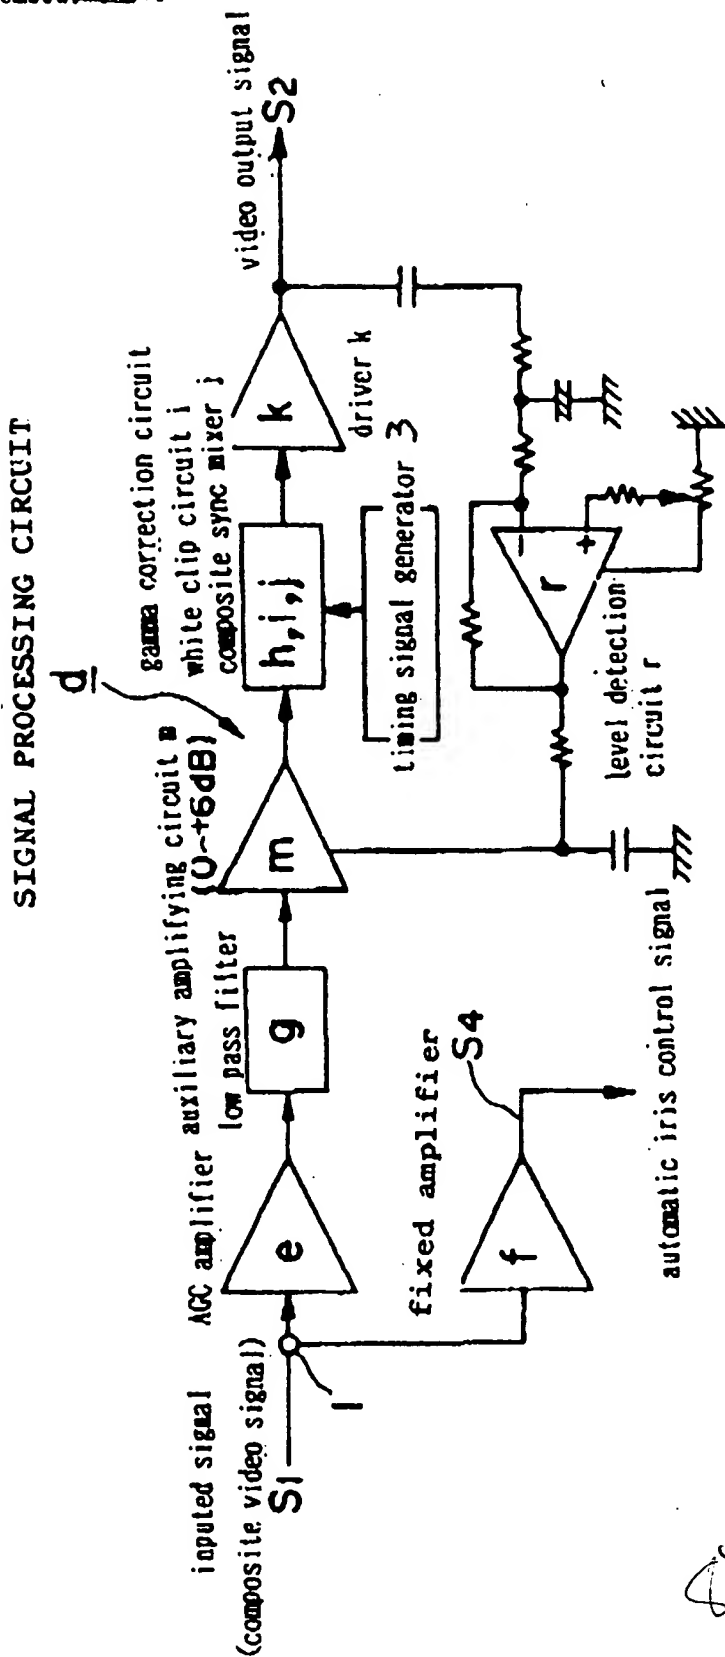 SIGNAL PROCESSING CIRCUIT
d
inputed signal
(composite video signal)
S1
1
AGC amplifier
e
low pass filter
g
auxiliary amplifying circuit m
(0~+6dB)
m
gamma correction circuit
white clip circuit i
composite sync mixer j
h,i,j
timing signal generator 3
k
driver k
video output signal
S2
fixed amplifier
f
S4
automatic iris control signal
level detection
circuit r
r
-
+